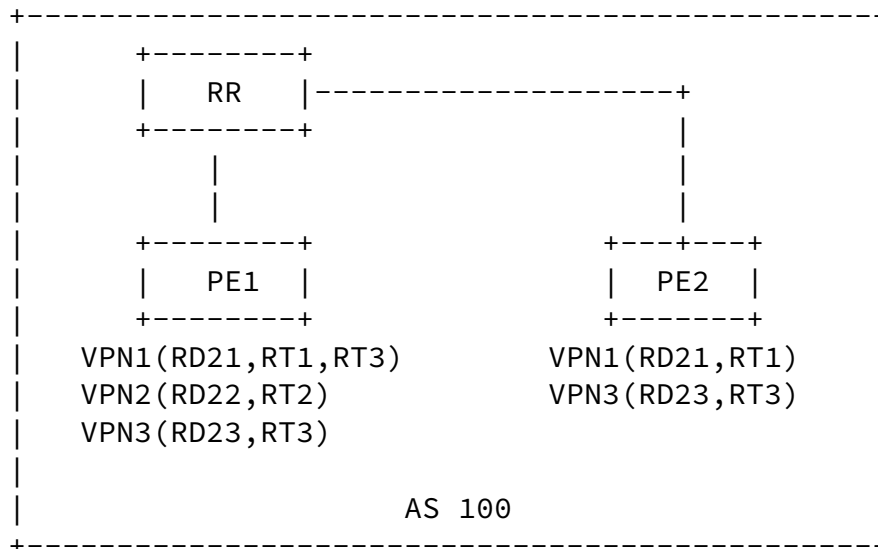 RR
PE1 PE2
VPN1(RD21,RT1,RT3) VPN1(RD21,RT1)
VPN2(RD22,RT2) VPN3(RD23,RT3)
VPN3(RD23,RT3)
AS 100